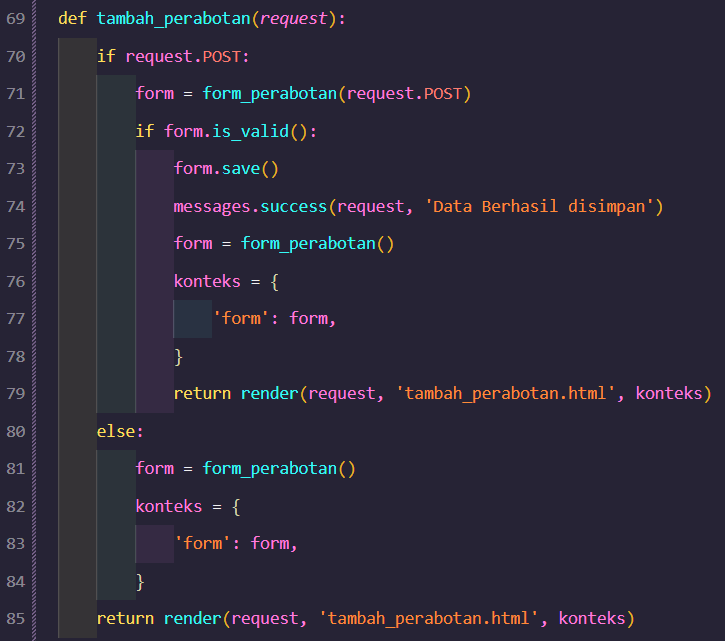 69 def tambah_perabotan(request):
70     if request.POST:
71         form = form_perabotan(request.POST)
72         if form.is_valid():
73             form.save()
74             messages.success(request, 'Data Berhasil disimpan')
75             form = form_perabotan()
76             konteks = {
77                 'form': form,
78             }
79             return render(request, 'tambah_perabotan.html', konteks)
80     else:
81         form = form_perabotan()
82         konteks = {
83             'form': form,
84         }
85     return render(request, 'tambah_perabotan.html', konteks)